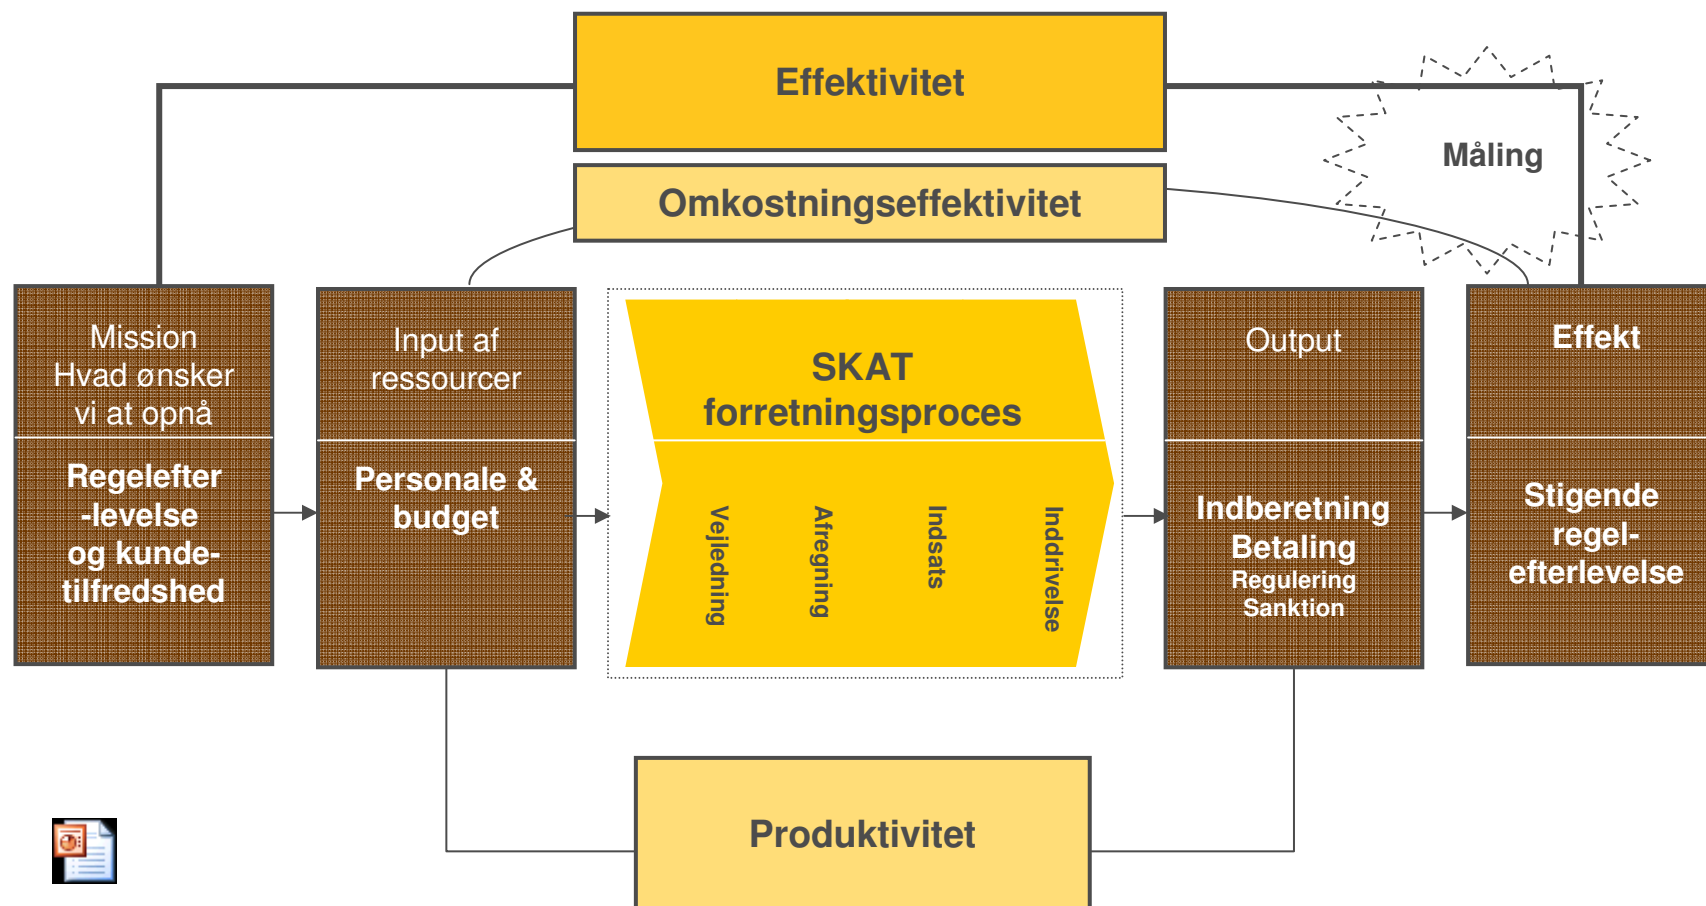 Effektivitet
Måling
Omkostningseffektivitet
Mission
Hvad ønsker
vi at opnå
Regelefter
-levelse
og kunde-
tilfredshed
Input af
ressourcer
Personale &
budget
SKAT
forretningsproces
Vejledning
Afregning
Indsats
Inddrivelse
Output
Indberetning
Betaling
Regulering
Sanktion
Effekt
Stigende
regel-
efterlevelse
Produktivitet